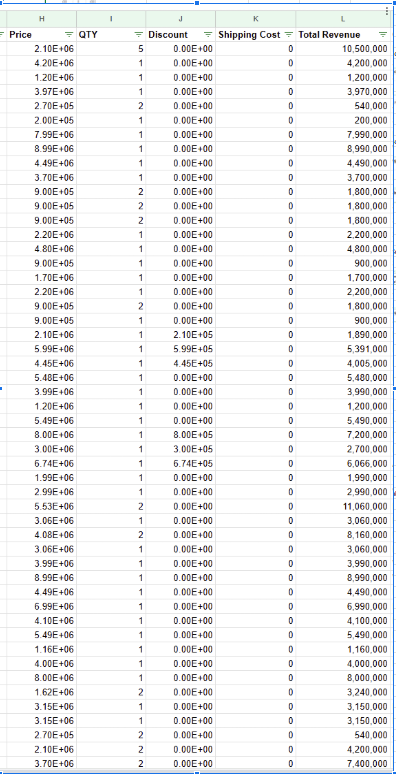 H I J K L
Price QTY Discount Shipping Cost Total Revenue
2.10E+06 5 0.00E+00 0 10,500,000
4.20E+06 1 0.00E+00 0 4,200,000
1.20E+06 1 0.00E+00 0 1,200,000
3.97E+06 1 0.00E+00 0 3,970,000
2.70E+05 2 0.00E+00 0 540,000
2.00E+05 1 0.00E+00 0 200,000
7.99E+06 1 0.00E+00 0 7,990,000
8.99E+06 1 0.00E+00 0 8,990,000
4.49E+06 1 0.00E+00 0 4,490,000
3.70E+06 1 0.00E+00 0 3,700,000
9.00E+05 2 0.00E+00 0 1,800,000
9.00E+05 2 0.00E+00 0 1,800,000
9.00E+05 2 0.00E+00 0 1,800,000
2.20E+06 1 0.00E+00 0 2,200,000
4.80E+06 1 0.00E+00 0 4,800,000
9.00E+05 1 0.00E+00 0 900,000
1.70E+06 1 0.00E+00 0 1,700,000
2.20E+06 1 0.00E+00 0 2,200,000
9.00E+05 2 0.00E+00 0 1,800,000
9.00E+05 1 0.00E+00 0 900,000
2.10E+06 1 2.10E+05 0 1,890,000
5.99E+06 1 5.99E+05 0 5,391,000
4.45E+06 1 4.45E+05 0 4,005,000
5.48E+06 1 0.00E+00 0 5,480,000
3.99E+06 1 0.00E+00 0 3,990,000
1.20E+06 1 0.00E+00 0 1,200,000
5.49E+06 1 0.00E+00 0 5,490,000
8.00E+06 1 8.00E+05 0 7,200,000
3.00E+06 1 3.00E+05 0 2,700,000
6.74E+06 1 6.74E+05 0 6,066,000
1.99E+06 1 0.00E+00 0 1,990,000
2.99E+06 1 0.00E+00 0 2,990,000
5.53E+06 2 0.00E+00 0 11,060,000
3.06E+06 1 0.00E+00 0 3,060,000
4.08E+06 2 0.00E+00 0 8,160,000
3.06E+06 1 0.00E+00 0 3,060,000
3.99E+06 1 0.00E+00 0 3,990,000
8.99E+06 1 0.00E+00 0 8,990,000
4.49E+06 1 0.00E+00 0 4,490,000
6.99E+06 1 0.00E+00 0 6,990,000
4.10E+06 1 0.00E+00 0 4,100,000
5.49E+06 1 0.00E+00 0 5,490,000
1.16E+06 1 0.00E+00 0 1,160,000
4.00E+06 1 0.00E+00 0 4,000,000
8.00E+06 1 0.00E+00 0 8,000,000
1.62E+06 2 0.00E+00 0 3,240,000
3.15E+06 1 0.00E+00 0 3,150,000
3.15E+06 1 0.00E+00 0 3,150,000
2.70E+05 2 0.00E+00 0 540,000
2.10E+06 2 0.00E+00 0 4,200,000
3.70E+06 2 0.00E+00 0 7,400,000